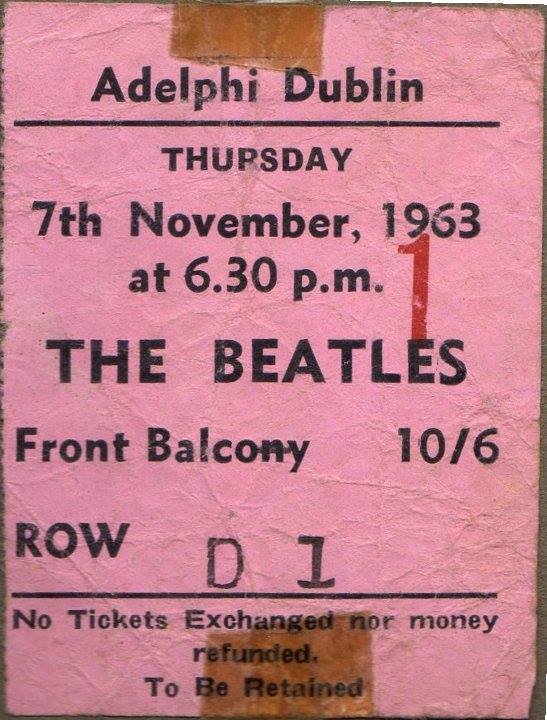 Adelphi Dublin
THURSDAY
7th November, 1963
at 6.30 p.m.
1
THE BEATLES
Front Balcony 10/6
ROW D 1
No Tickets Exchanged nor money
refunded.
To Be Retained